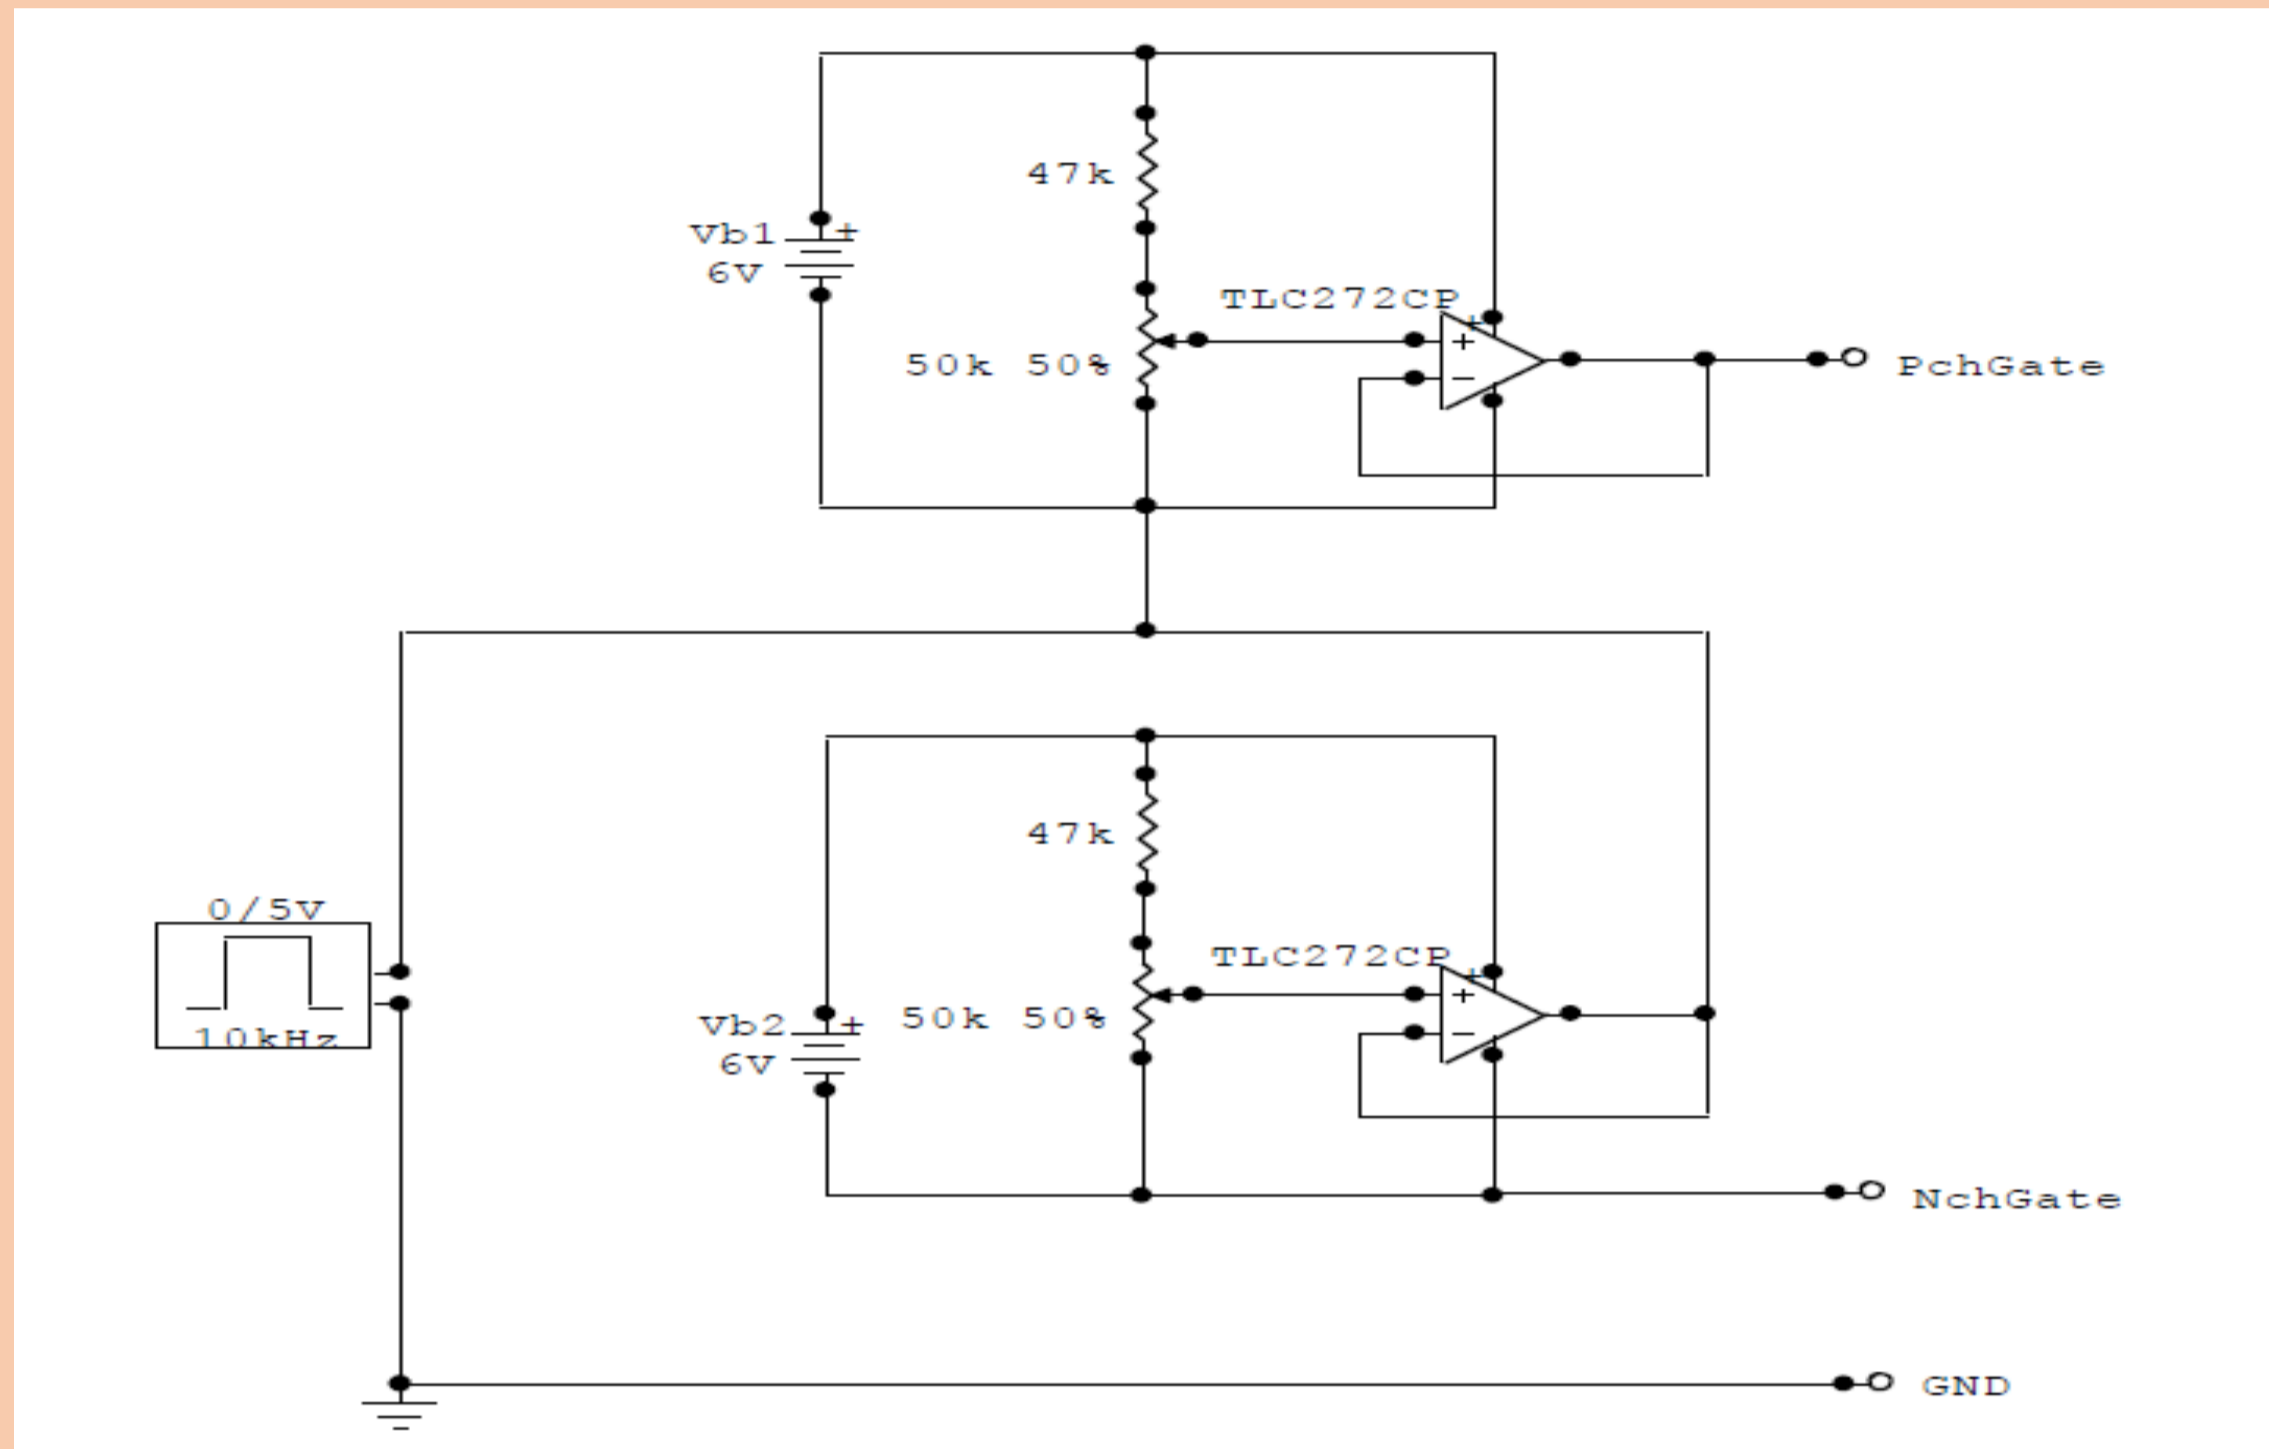 47k
Vb1
6V
TLC272CP
50k 50%
PchGate
47k
0/5V
10kHz
TLC272CP
Vb2
6V
50k 50%
NchGate
GND